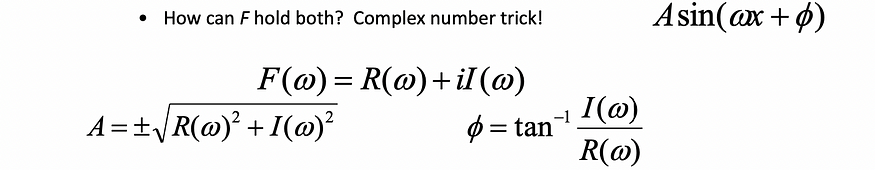 • How can F hold both? Complex number trick!
A sin(ωx + ϕ)
F(ω) = R(ω) + iI(ω)
A = ±√(R(ω)² + I(ω)²)
ϕ = tan⁻¹ I(ω)/R(ω)